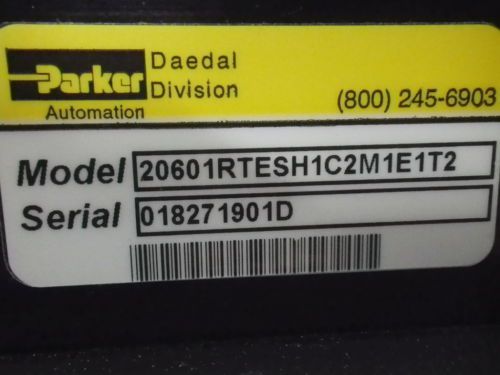 Parker
Automation
Daedal
Division
(800) 245-6903
Model 20601RTESH1C2M1E1T2
Serial 018271901D